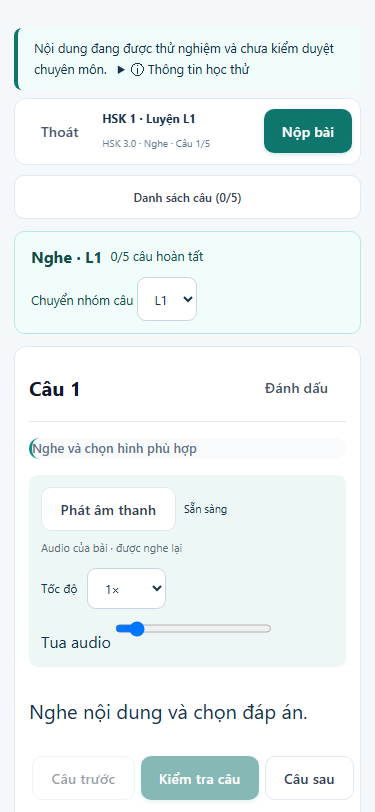 Nội dung đang được thử nghiệm và chưa kiểm duyệt
chuyên môn. ▶ ⓘ Thông tin học thử
Thoát
HSK 1 · Luyện L1
HSK 3.0 · Nghe · Câu 1/5
Nộp bài
Danh sách câu (0/5)
Nghe · L1 0/5 câu hoàn tất
Chuyển nhóm câu L1
Câu 1
Đánh dấu
Nghe và chọn hình phù hợp
Phát âm thanh Sẵn sàng
Audio của bài · được nghe lại
Tốc độ 1×
Tua audio
Nghe nội dung và chọn đáp án.
Câu trước Kiểm tra câu Câu sau